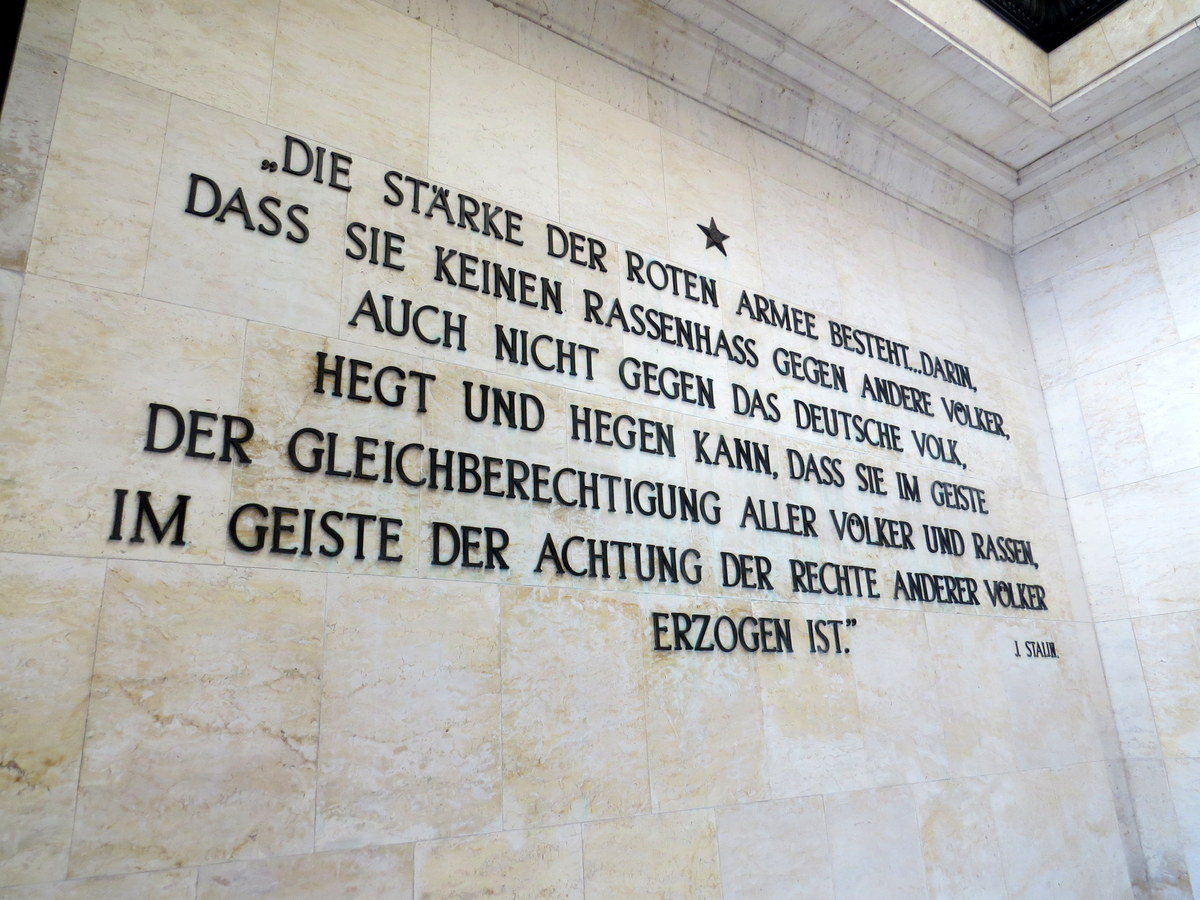 „DIE STÄRKE DER ROTEN ARMEE BESTEHT...DARIN,
DASS SIE KEINEN RASSENHASS GEGEN ANDERE VÖLKER,
AUCH NICHT GEGEN DAS DEUTSCHE VOLK,
HEGT UND HEGEN KANN, DASS SIE IM GEISTE
DER GLEICHBERECHTIGUNG ALLER VÖLKER UND RASSEN,
IM GEISTE DER ACHTUNG DER RECHTE ANDERER VÖLKER
ERZOGEN IST.”
J. STALIN.